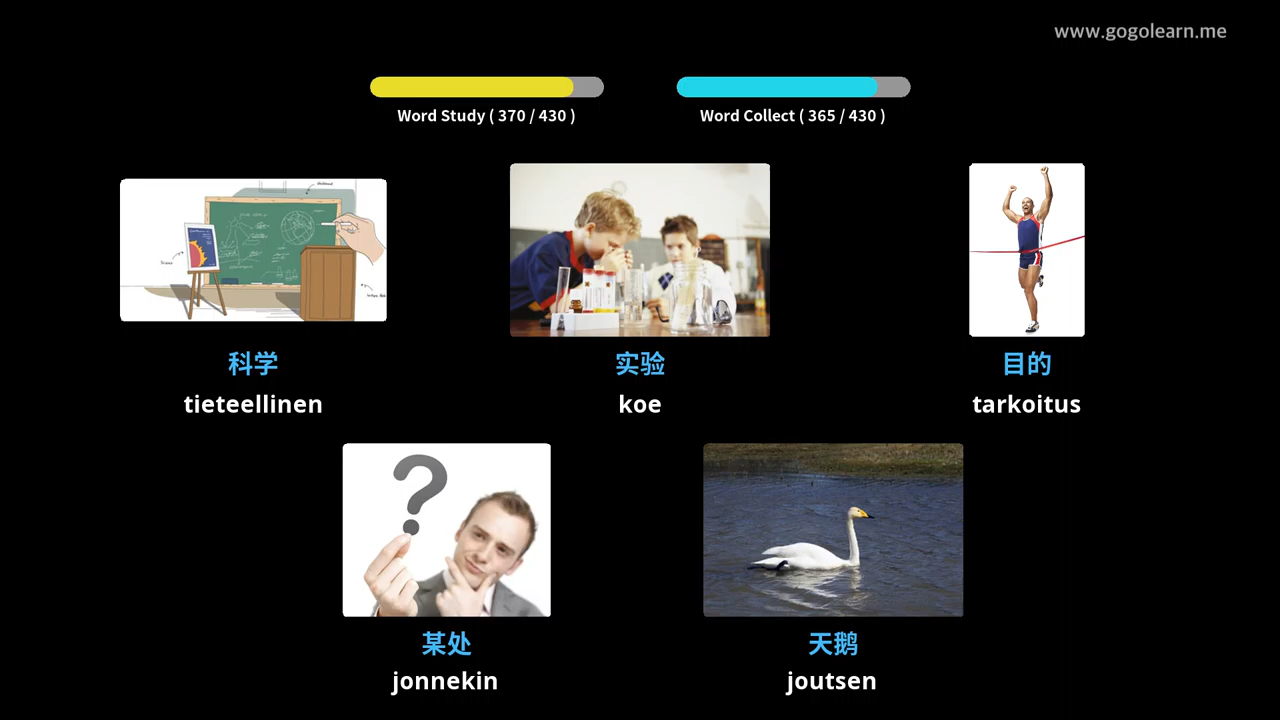 www.gogolearn.me
Word Study ( 370 / 430 )
Word Collect ( 365 / 430 )
科学
tieteellinen
实验
koe
目的
tarkoitus
某处
jonnekin
天鹅
joutsen